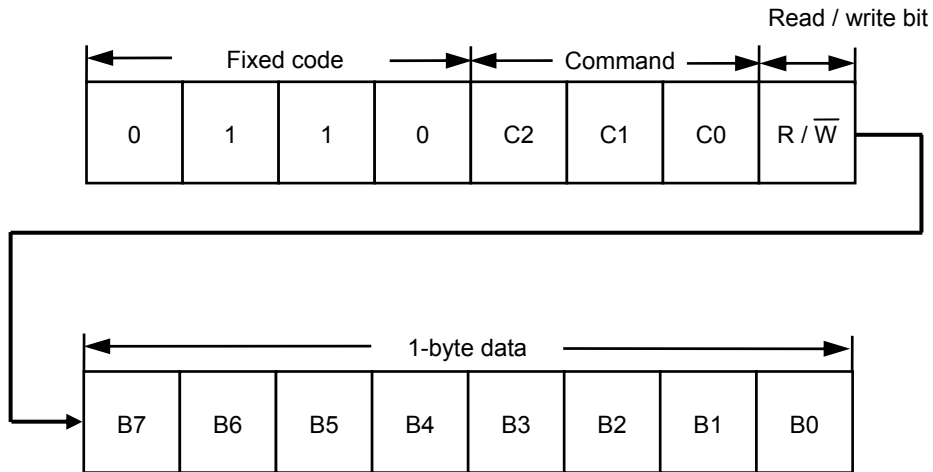 Read / write bit
Fixed code Command
0 1 1 0 C2 C1 C0 R / W̅
1-byte data
B7 B6 B5 B4 B3 B2 B1 B0